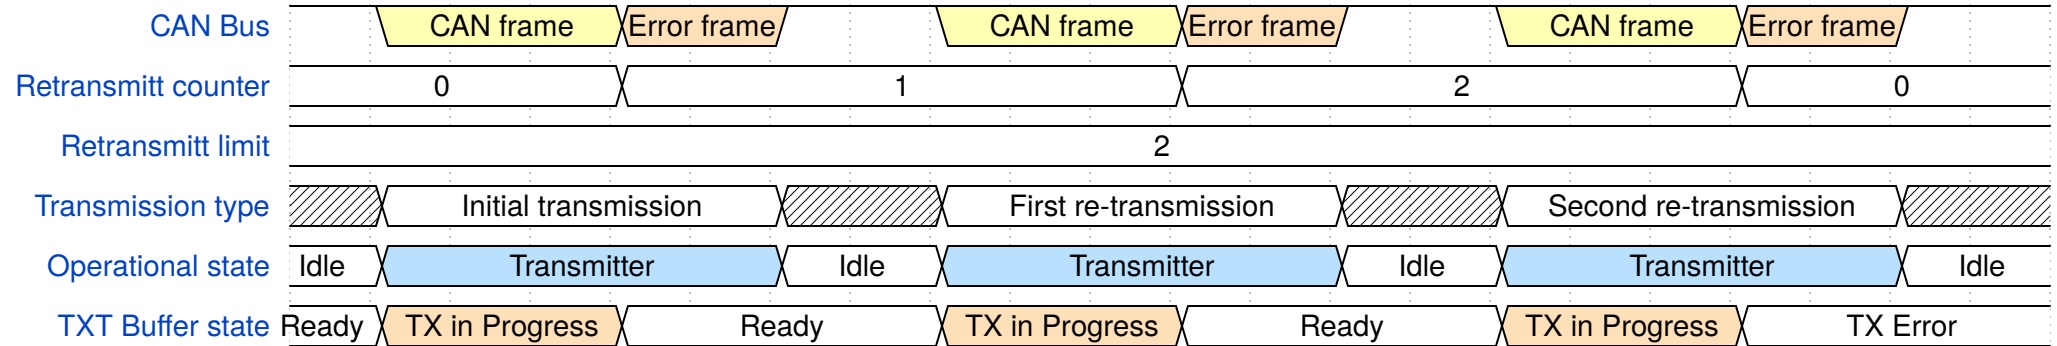 CAN Bus CAN frame Error frame CAN frame Error frame CAN frame Error frame
Retransmitt counter 0 1 2 0
Retransmitt limit 2
Transmission type Initial transmission First re-transmission Second re-transmission
Operational state Idle Transmitter Idle Transmitter Idle Transmitter Idle
TXT Buffer state Ready TX in Progress Ready TX in Progress Ready TX in Progress TX Error